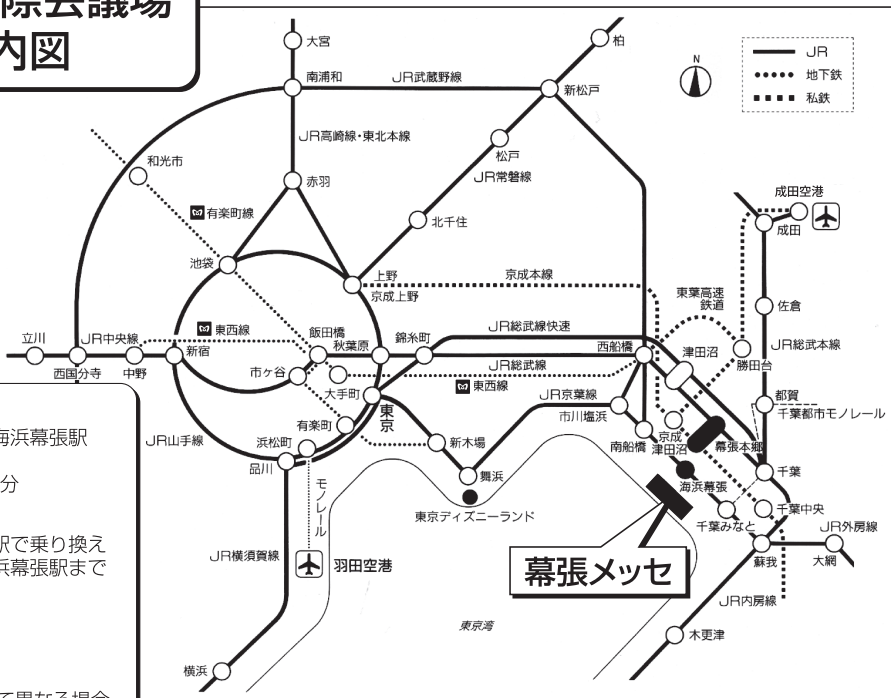 際会議場
内図
大宮
柏
南浦和
JR武蔵野線
新松戸
N
JR
地下鉄
私鉄
JR高崎線・東北本線
松戸
和光市
赤羽
JR常磐線
有楽町線
北千住
成田空港
成田
池袋
上野
京成上野
京成本線
東葉高速
鉄道
佐倉
立川
JR中央線
東西線
飯田橋
秋葉原
錦糸町
JR総武線快速
西船橋
津田沼
JR総武本線
勝田台
西国分寺
中野
新宿
市ヶ谷
大手町
JR総武線
東西線
JR京葉線
市川塩浜
都賀
千葉都市モノレール
東京
有楽町
JR山手線
浜松町
品川
新木場
南船橋
京成
津田沼
幕張本郷
舞浜
海浜幕張
千葉
東京ディズニーランド
千葉みなと
千葉中央
モノレール
JR外房線
JR横須賀線
羽田空港
幕張メッセ
蘇我
大網
JR内房線
東京湾
木更津
横浜
海浜幕張駅
分
駅で乗り換え
浜幕張駅まで
て異なる場合